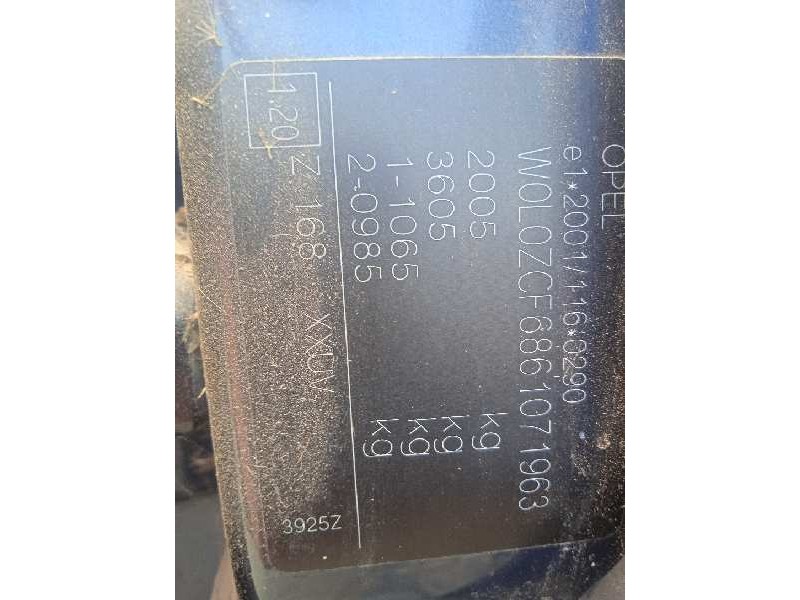 OPEL
e1*2001/116*0290
W0L0ZCF6861071963
2005 kg
3605 kg
1-1065 kg
2-0985 kg
1.20 Z 168 XXUV
3925Z